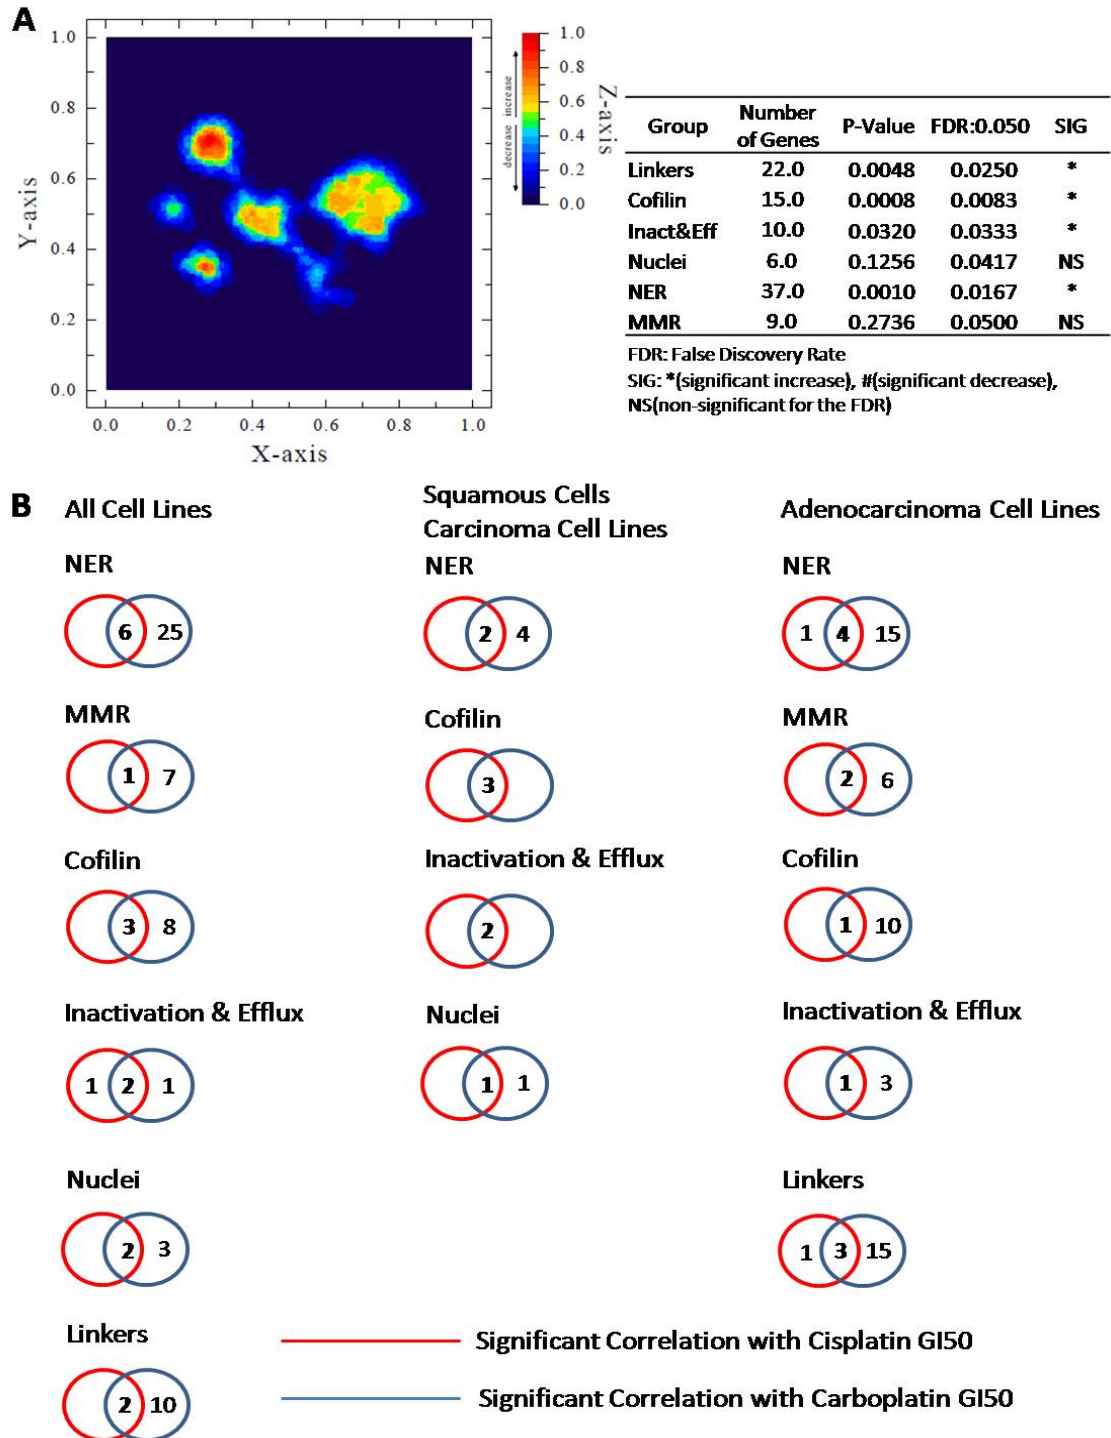 A
1.0
0.8
0.6
0.4
0.2
0.0
Y-axis
0.0 0.2 0.4 0.6 0.8 1.0
X-axis
decrease increase
1.0
0.8
0.6
0.4
0.2
0.0
Z-axis
Group Number of Genes P-Value FDR:0.050 SIG
Linkers 22.0 0.0048 0.0250 *
Cofilin 15.0 0.0008 0.0083 *
Inact&Eff 10.0 0.0320 0.0333 *
Nuclei 6.0 0.1256 0.0417 NS
NER 37.0 0.0010 0.0167 *
MMR 9.0 0.2736 0.0500 NS
FDR: False Discovery Rate
SIG: *(significant increase), #(significant decrease),
NS(non-significant for the FDR)
B
All Cell Lines
NER
6 25
MMR
1 7
Cofilin
3 8
Inactivation & Efflux
1 2 1
Nuclei
2 3
Linkers
2 10
Squamous Cells
Carcinoma Cell Lines
NER
2 4
Cofilin
3
Inactivation & Efflux
2
Nuclei
1 1
Adenocarcinoma Cell Lines
NER
1 4 15
MMR
2 6
Cofilin
1 10
Inactivation & Efflux
1 3
Linkers
1 3 15
Significant Correlation with Cisplatin GI50
Significant Correlation with Carboplatin GI50